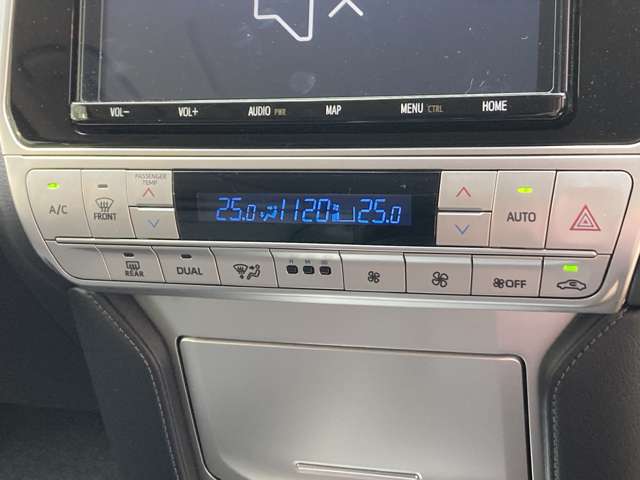 VOL- VOL+ AUDIO PWR MAP MENU CTRL HOME
PASSENGER TEMP
A/C FRONT 25.0 1120 25.0 AUTO
REAR DUAL OFF